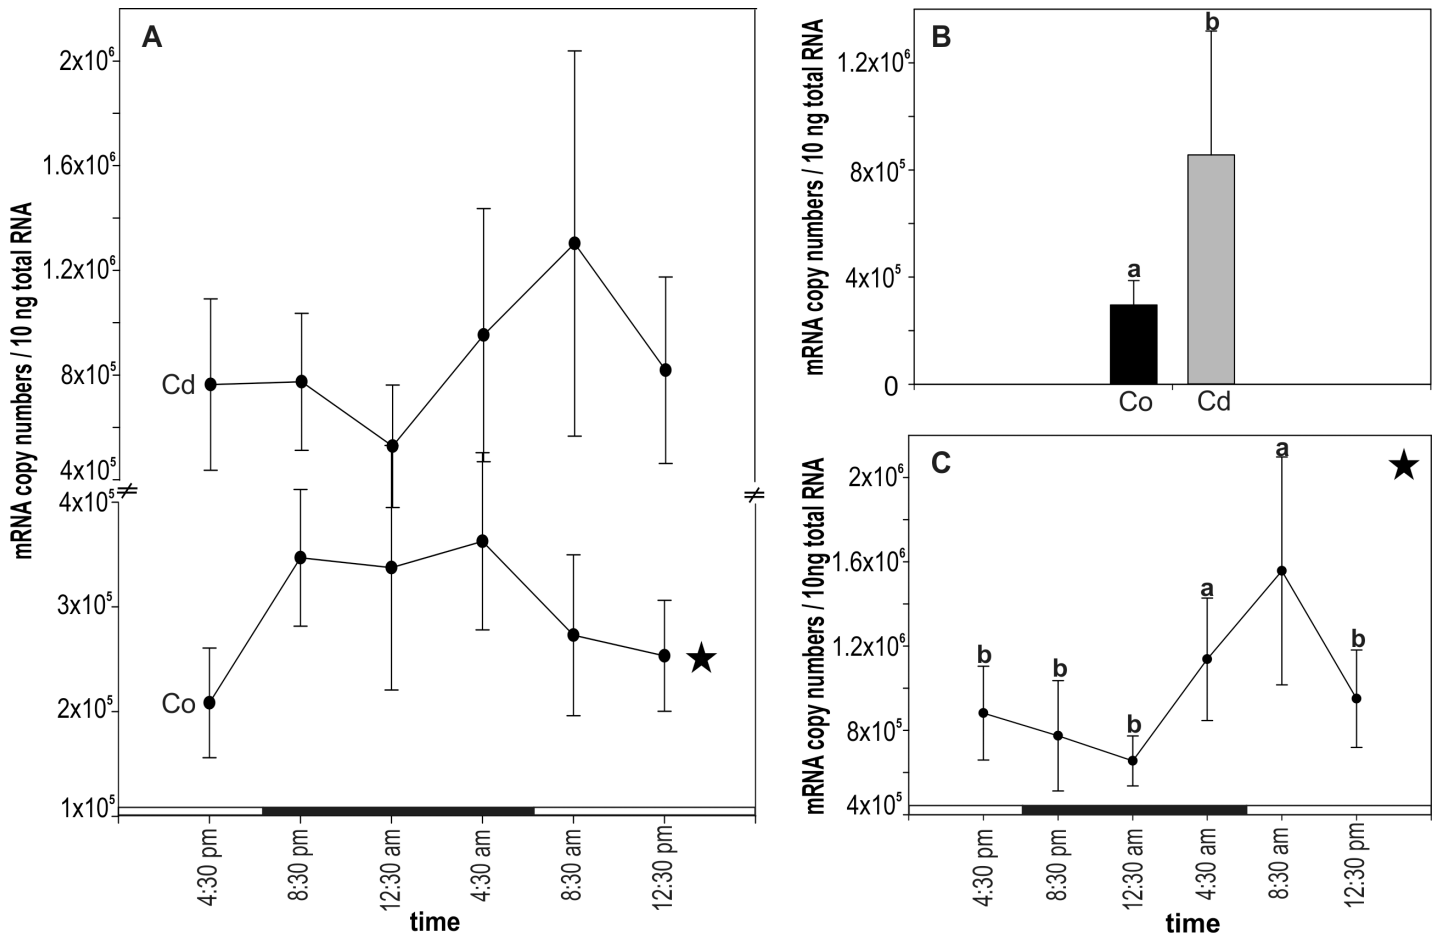 A
mRNA copy numbers / 10 ng total RNA
2x10⁶
1.6x10⁶
1.2x10⁶
8x10⁵
4x10⁵
4x10⁵
3x10⁵
2x10⁵
1x10⁵
Cd
Co
4:30 pm
8:30 pm
12:30 am
4:30 am
8:30 am
12:30 pm
time
B
mRNA copy numbers / 10 ng total RNA
1.2x10⁶
8x10⁵
4x10⁵
0
a
b
Co
Cd
C
mRNA copy numbers / 10ng total RNA
2x10⁶
1.6x10⁶
1.2x10⁶
8x10⁵
4x10⁵
b
b
b
a
a
b
4:30 pm
8:30 pm
12:30 am
4:30 am
8:30 am
12:30 pm
time